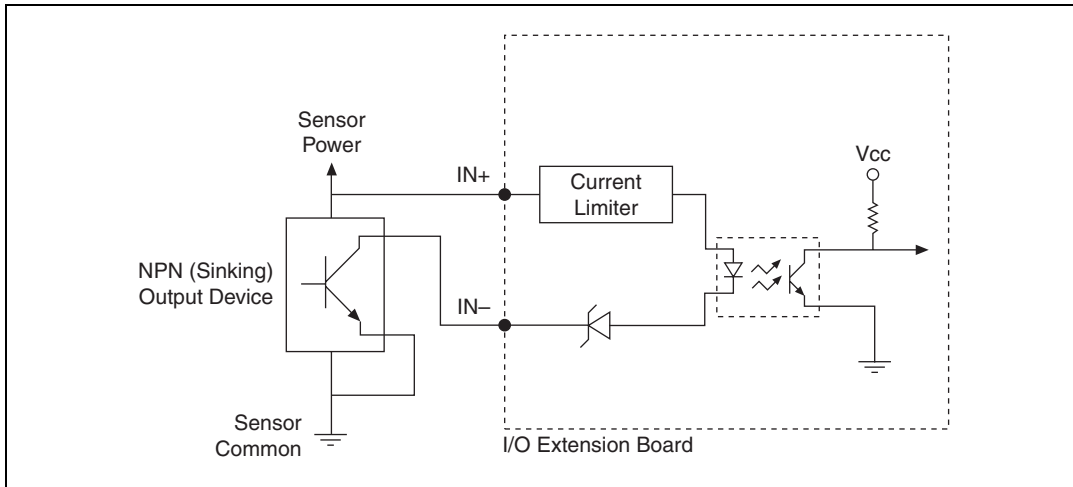 Sensor
Power
IN+
Current
Limiter
Vcc
NPN (Sinking)
Output Device
IN–
Sensor
Common
I/O Extension Board